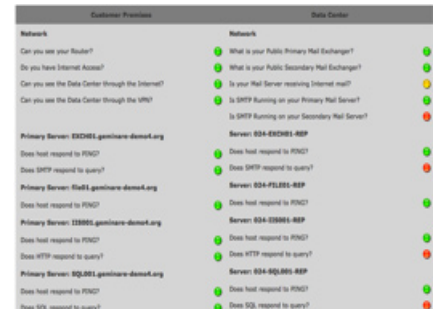 Customer Premises
Data Center
Network
Can you see your Router?
Do you have Internet Access?
Can you see the Data Center through the Internet?
Can you see the Data Center through the VPN?
Primary Server: EXCH01.geminare-demo4.org
Does host respond to PING?
Does SMTP respond to query?
Primary Server: file01.geminare-demo4.org
Does host respond to PING?
Primary Server: IIS001.geminare-demo4.org
Does host respond to PING?
Does HTTP respond to query?
Primary Server: SQL001.geminare-demo4.org
Does host respond to PING?
Does SQL respond to query?
Network
What is your Public Primary Mail Exchanger?
What is your Public Secondary Mail Exchanger?
Is your Mail Server receiving Internet mail?
Is SMTP Running on your Primary Mail Server?
Is SMTP Running on your Secondary Mail Server?
Server: 024-EXCH01-REP
Does host respond to PING?
Does SMTP respond to query?
Server: 024-FILE01-REP
Does host respond to PING?
Server: 024-IIS001-REP
Does host respond to PING?
Does HTTP respond to query?
Server: 024-SQL001-REP
Does host respond to PING?
Does SQL respond to query?